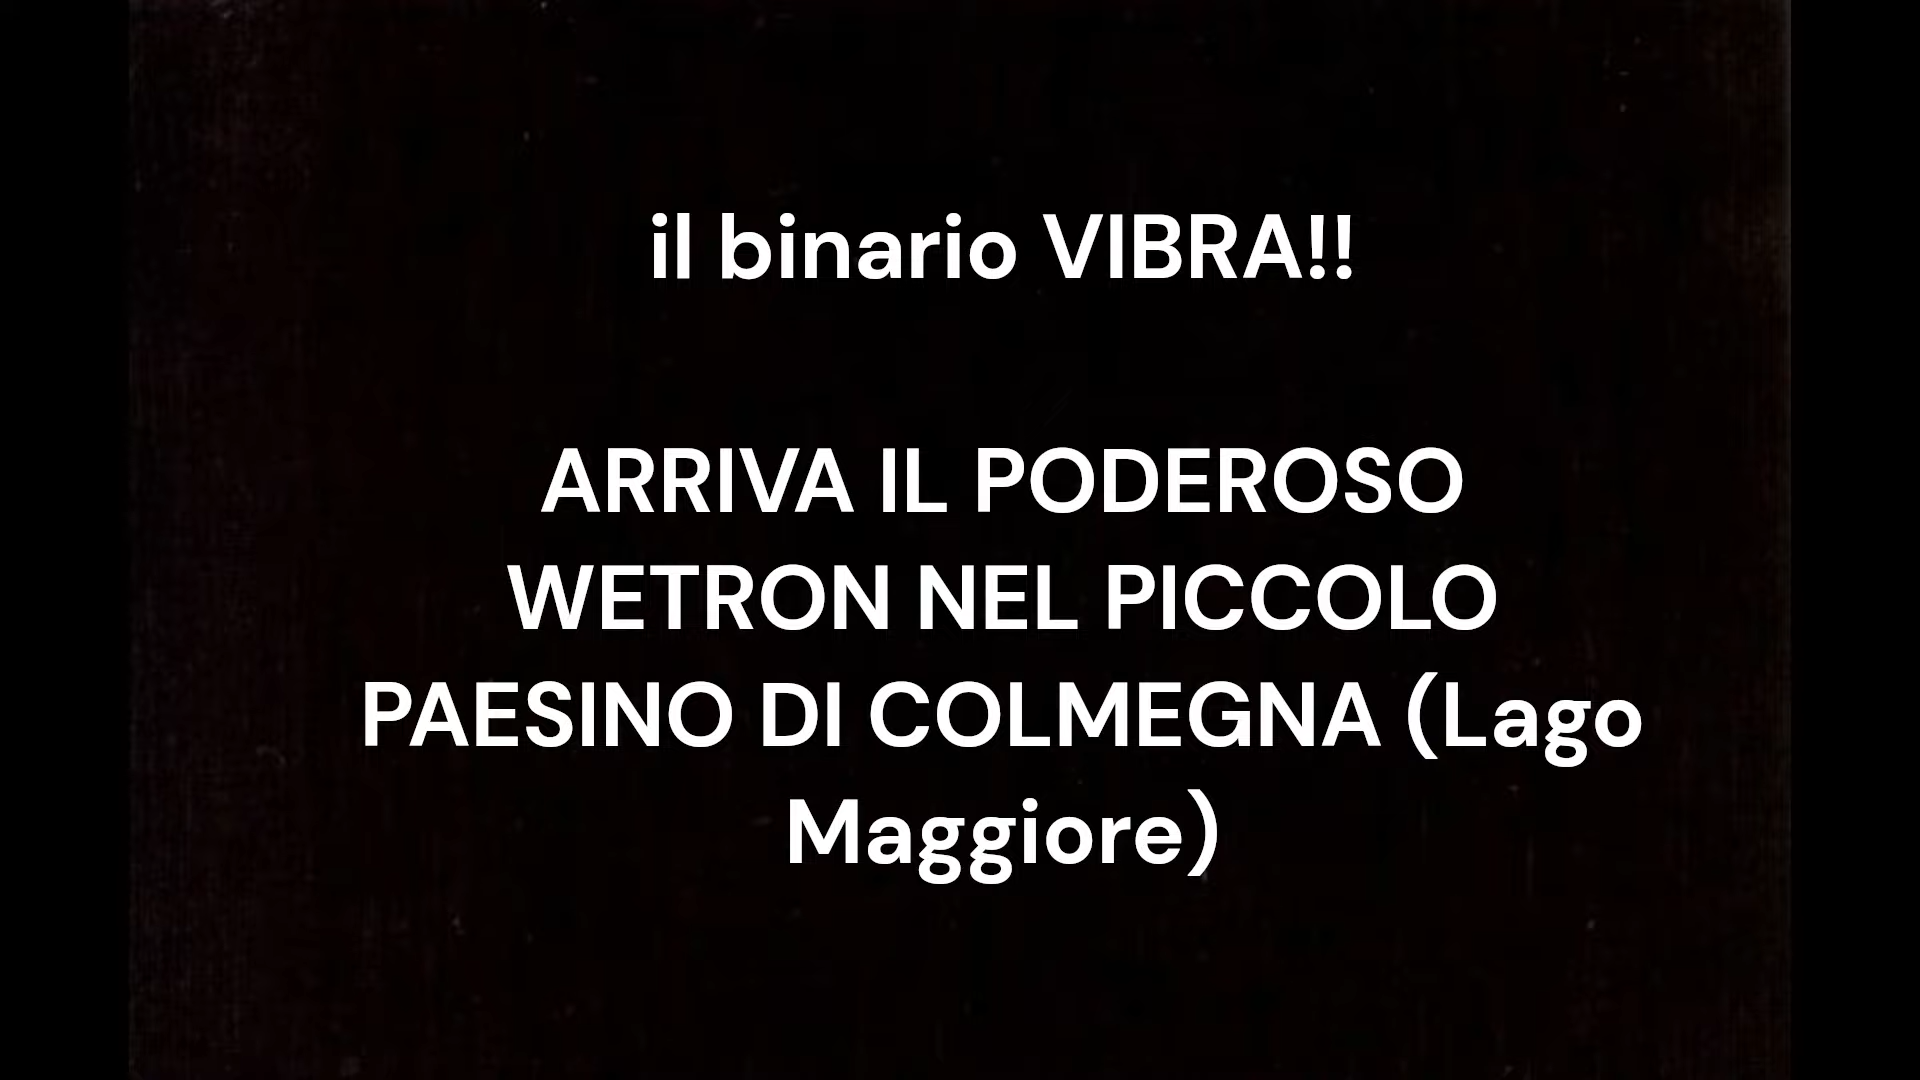 il binario VIBRA!!
ARRIVA IL PODEROSO
WETRON NEL PICCOLO
PAESINO DI COLMEGNA (Lago
Maggiore)